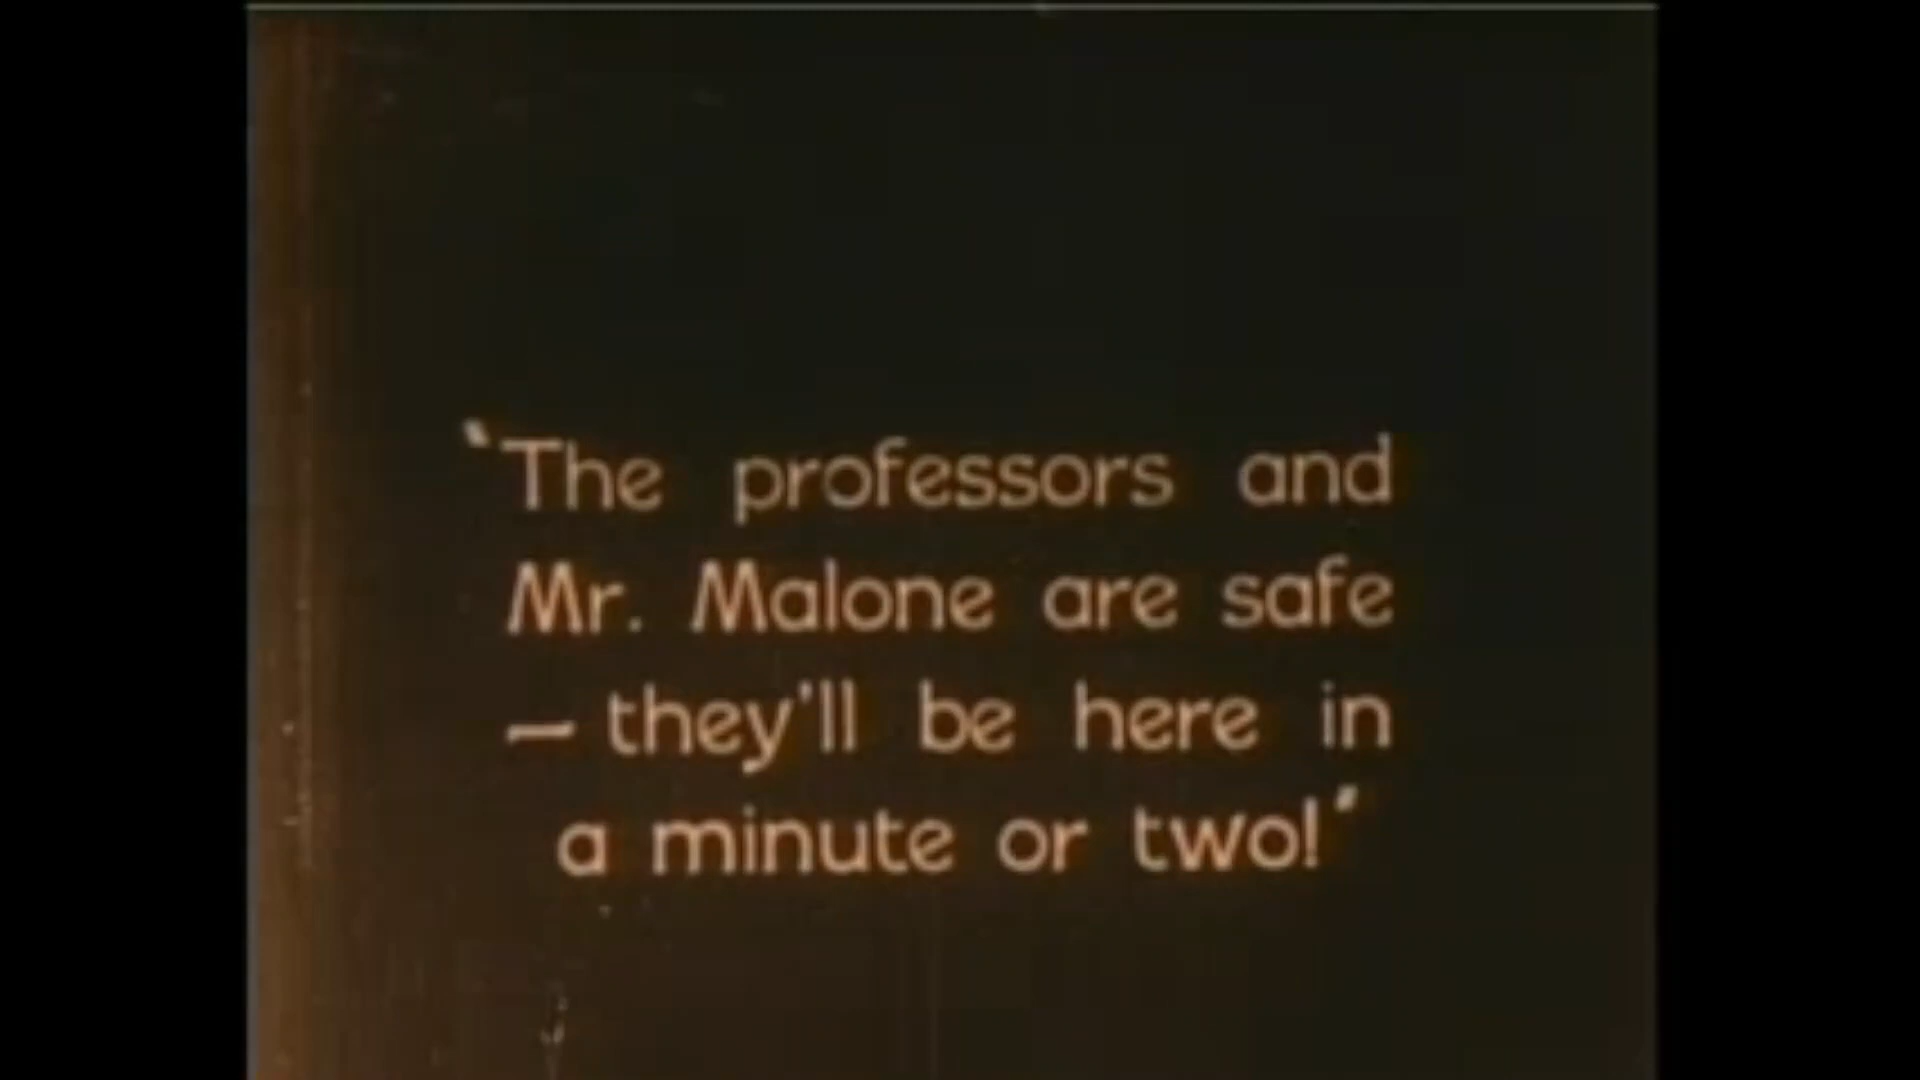 "The professors and
Mr. Malone are safe
— they'll be here in
a minute or two!"